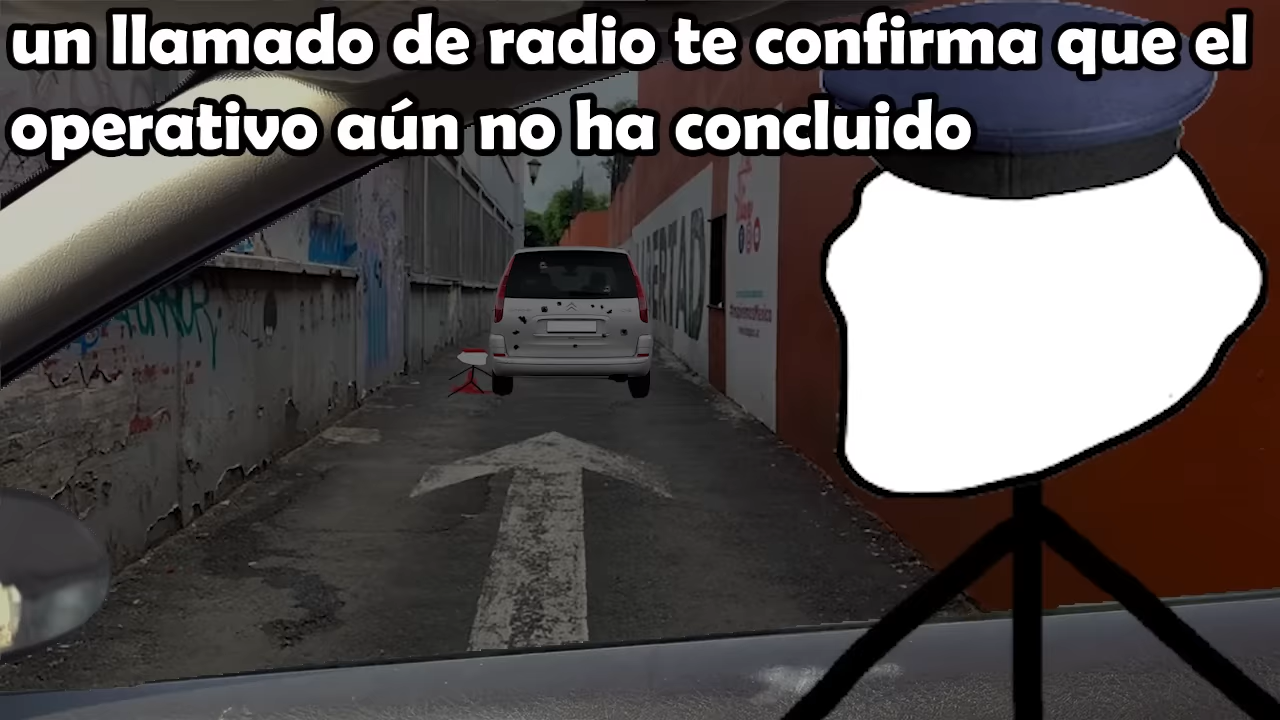 un llamado de radio te confirma que el
operativo aún no ha concluido